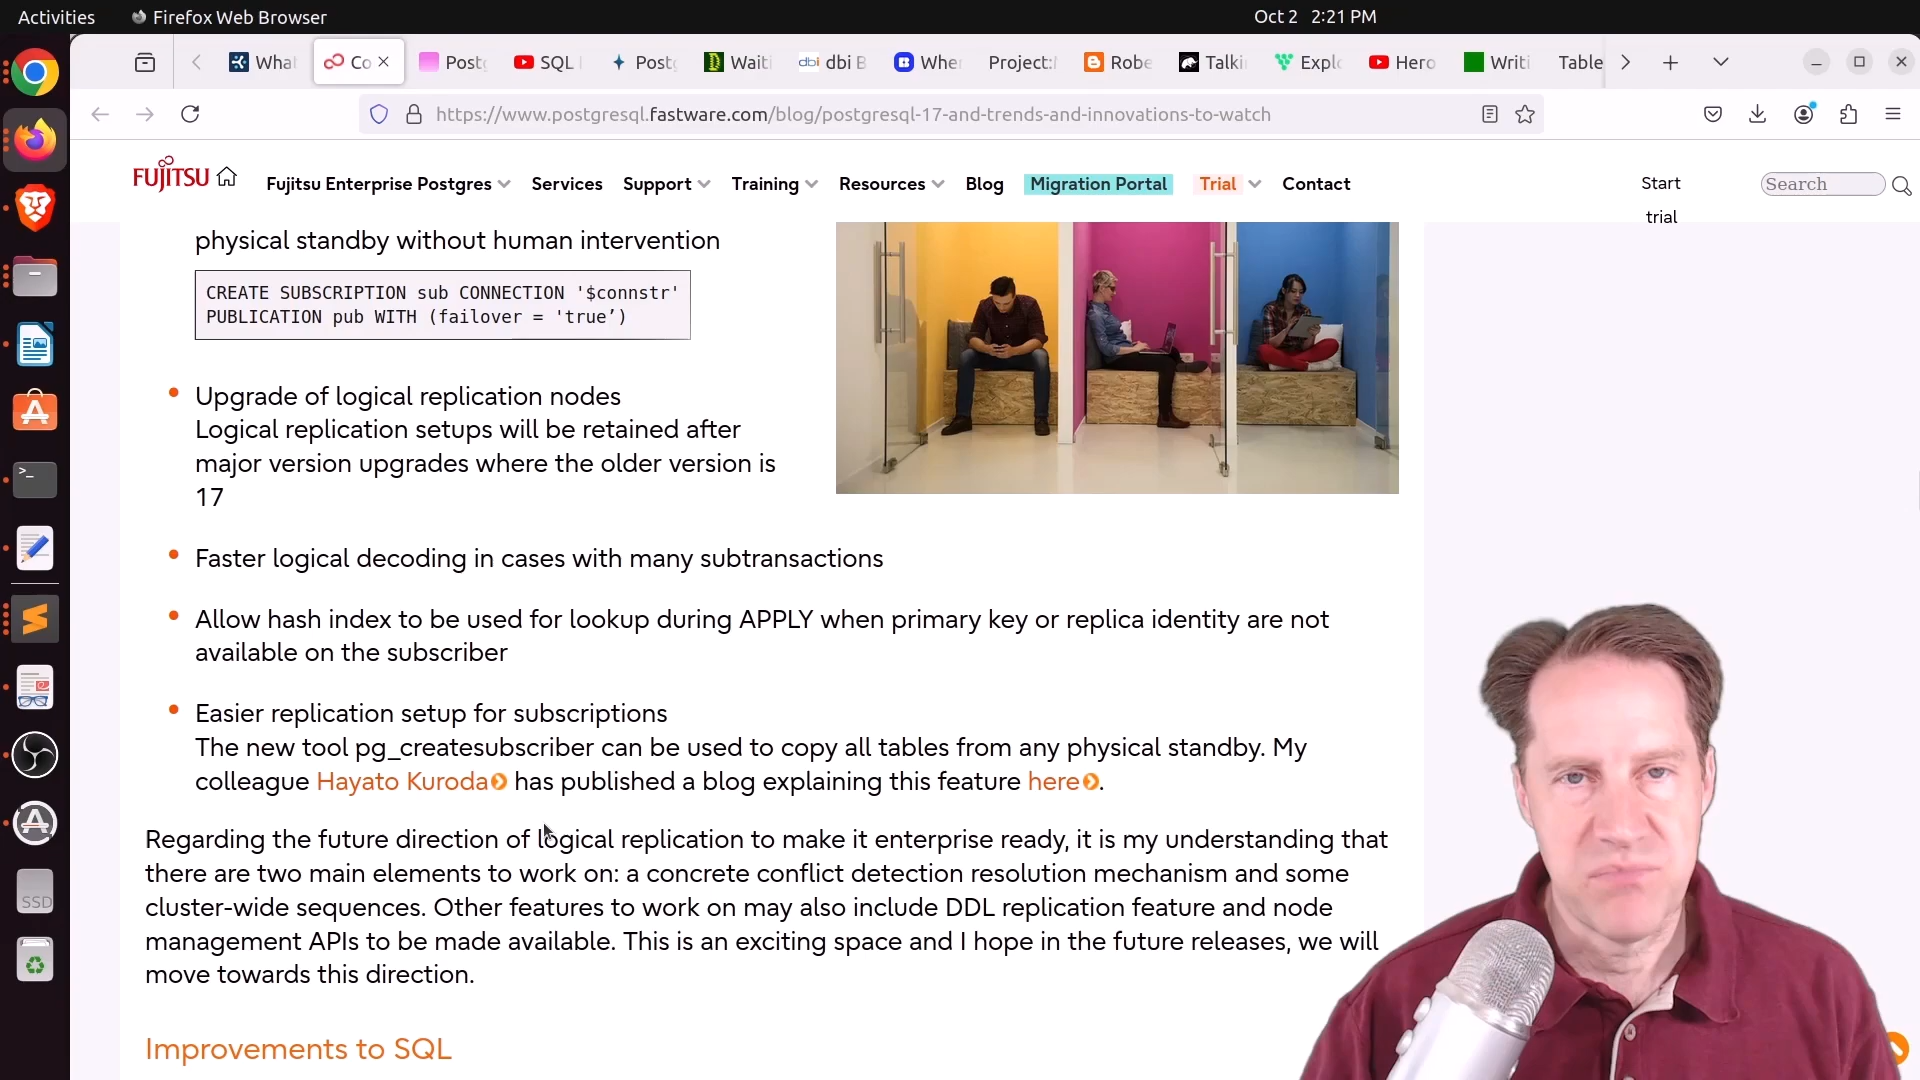 Activities
Firefox Web Browser
Oct 2 2:21 PM
What
Co
Postg
SQL
Postg
Waiti
dbi dbi B
Wher
Project:
Robe
Talki
Explo
Hero
Writi
Table
https://www.postgresql.fastware.com/blog/postgresql-17-and-trends-and-innovations-to-watch
FUJITSU
Fujitsu Enterprise Postgres
Services
Support
Training
Resources
Blog
Migration Portal
Trial
Contact
Start
trial
Search
physical standby without human intervention
CREATE SUBSCRIPTION sub CONNECTION '$connstr'
PUBLICATION pub WITH (failover = 'true’)
Upgrade of logical replication nodes
Logical replication setups will be retained after
major version upgrades where the older version is
17
Faster logical decoding in cases with many subtransactions
Allow hash index to be used for lookup during APPLY when primary key or replica identity are not
available on the subscriber
Easier replication setup for subscriptions
The new tool pg_createsubscriber can be used to copy all tables from any physical standby. My
colleague Hayato Kuroda has published a blog explaining this feature here.
Regarding the future direction of logical replication to make it enterprise ready, it is my understanding that
there are two main elements to work on: a concrete conflict detection resolution mechanism and some
cluster-wide sequences. Other features to work on may also include DDL replication feature and node
management APIs to be made available. This is an exciting space and I hope in the future releases, we will
move towards this direction.
Improvements to SQL
SSD